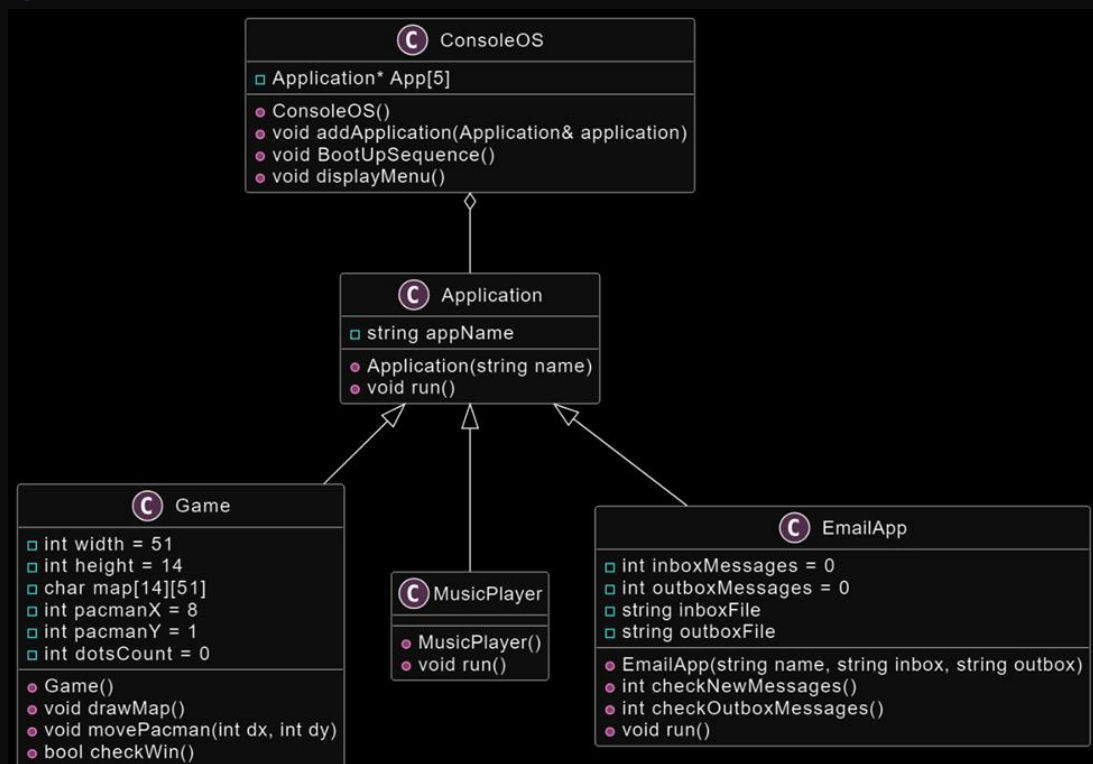 C ConsoleOS
Application* App[5]
ConsoleOS()
void addApplication(Application& application)
void BootUpSequence()
void displayMenu()
C Application
string appName
Application(string name)
void run()
C Game
int width = 51
int height = 14
char map[14][51]
int pacmanX = 8
int pacmanY = 1
int dotsCount = 0
Game()
void drawMap()
void movePacman(int dx, int dy)
bool checkWin()
C MusicPlayer
MusicPlayer()
void run()
C EmailApp
int inboxMessages = 0
int outboxMessages = 0
string inboxFile
string outboxFile
EmailApp(string name, string inbox, string outbox)
int checkNewMessages()
int checkOutboxMessages()
void run()